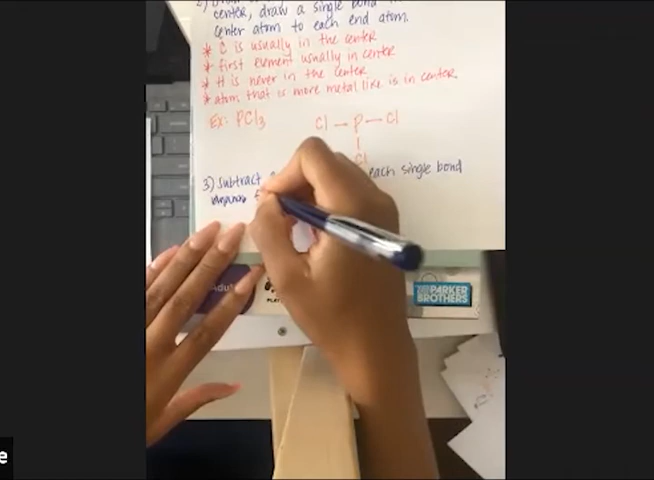 center, draw a single bond
center atom to each end atom.
* C is usually in the center
* first element usually in center
* H is never in the center
* atom that is more metal like is in center.
Ex: PCl3
Cl — P — Cl
|
Cl
3) Subtract each single bond
PARKER
BROTHERS
e